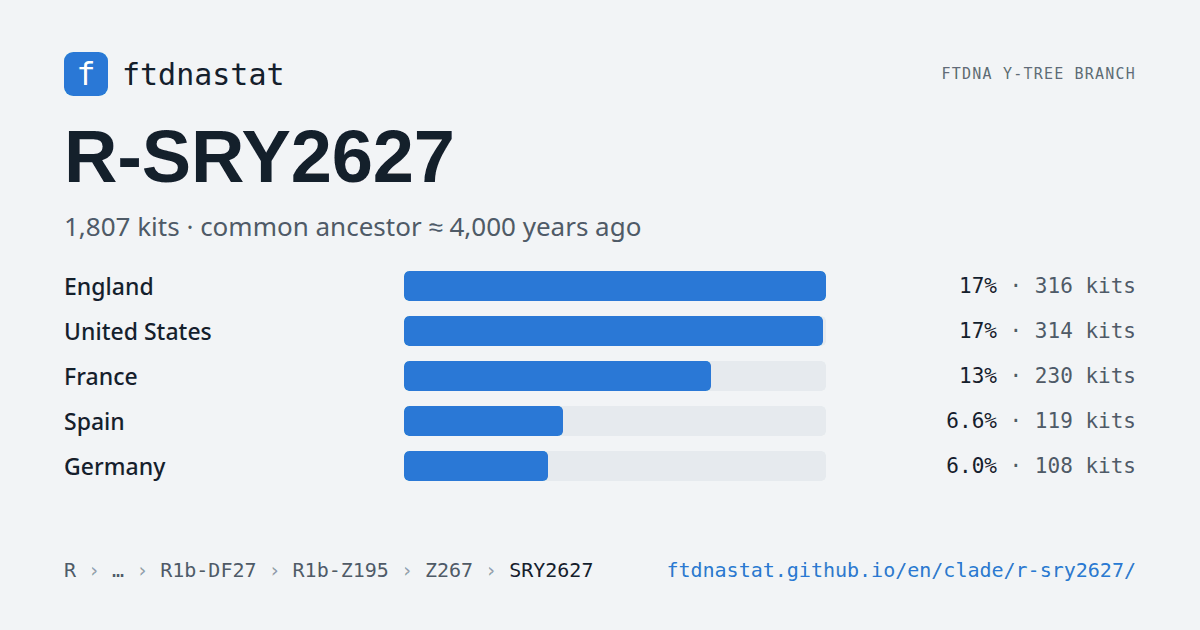 f ftdnastat
FTDNA Y-TREE BRANCH
R-SRY2627
1,807 kits · common ancestor ≈ 4,000 years ago
England 17% · 316 kits
United States 17% · 314 kits
France 13% · 230 kits
Spain 6.6% · 119 kits
Germany 6.0% · 108 kits
R › … › R1b-DF27 › R1b-Z195 › Z267 › SRY2627
ftdnastat.github.io/en/clade/r-sry2627/